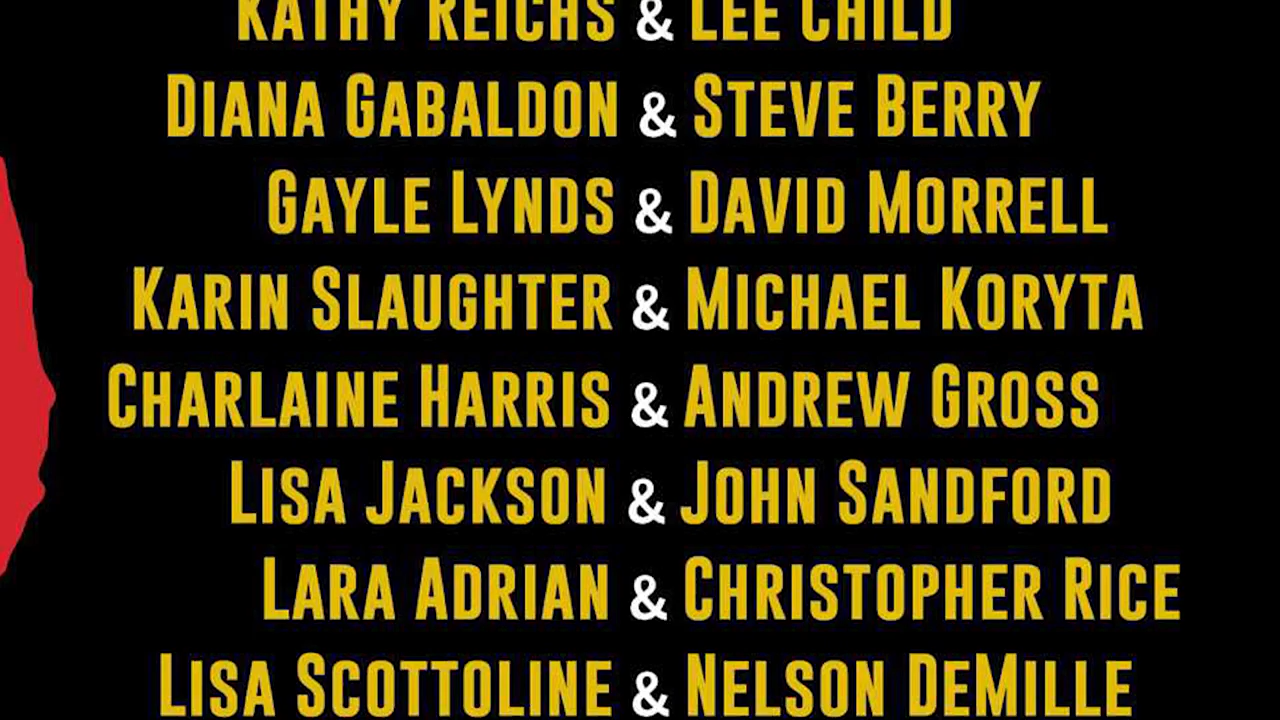 KATHY REICHS & LEE CHILD
DIANA GABALDON & STEVE BERRY
GAYLE LYNDS & DAVID MORRELL
KARIN SLAUGHTER & MICHAEL KORYTA
CHARLAINE HARRIS & ANDREW GROSS
LISA JACKSON & JOHN SANDFORD
LARA ADRIAN & CHRISTOPHER RICE
LISA SCOTTOLINE & NELSON DEMILLE